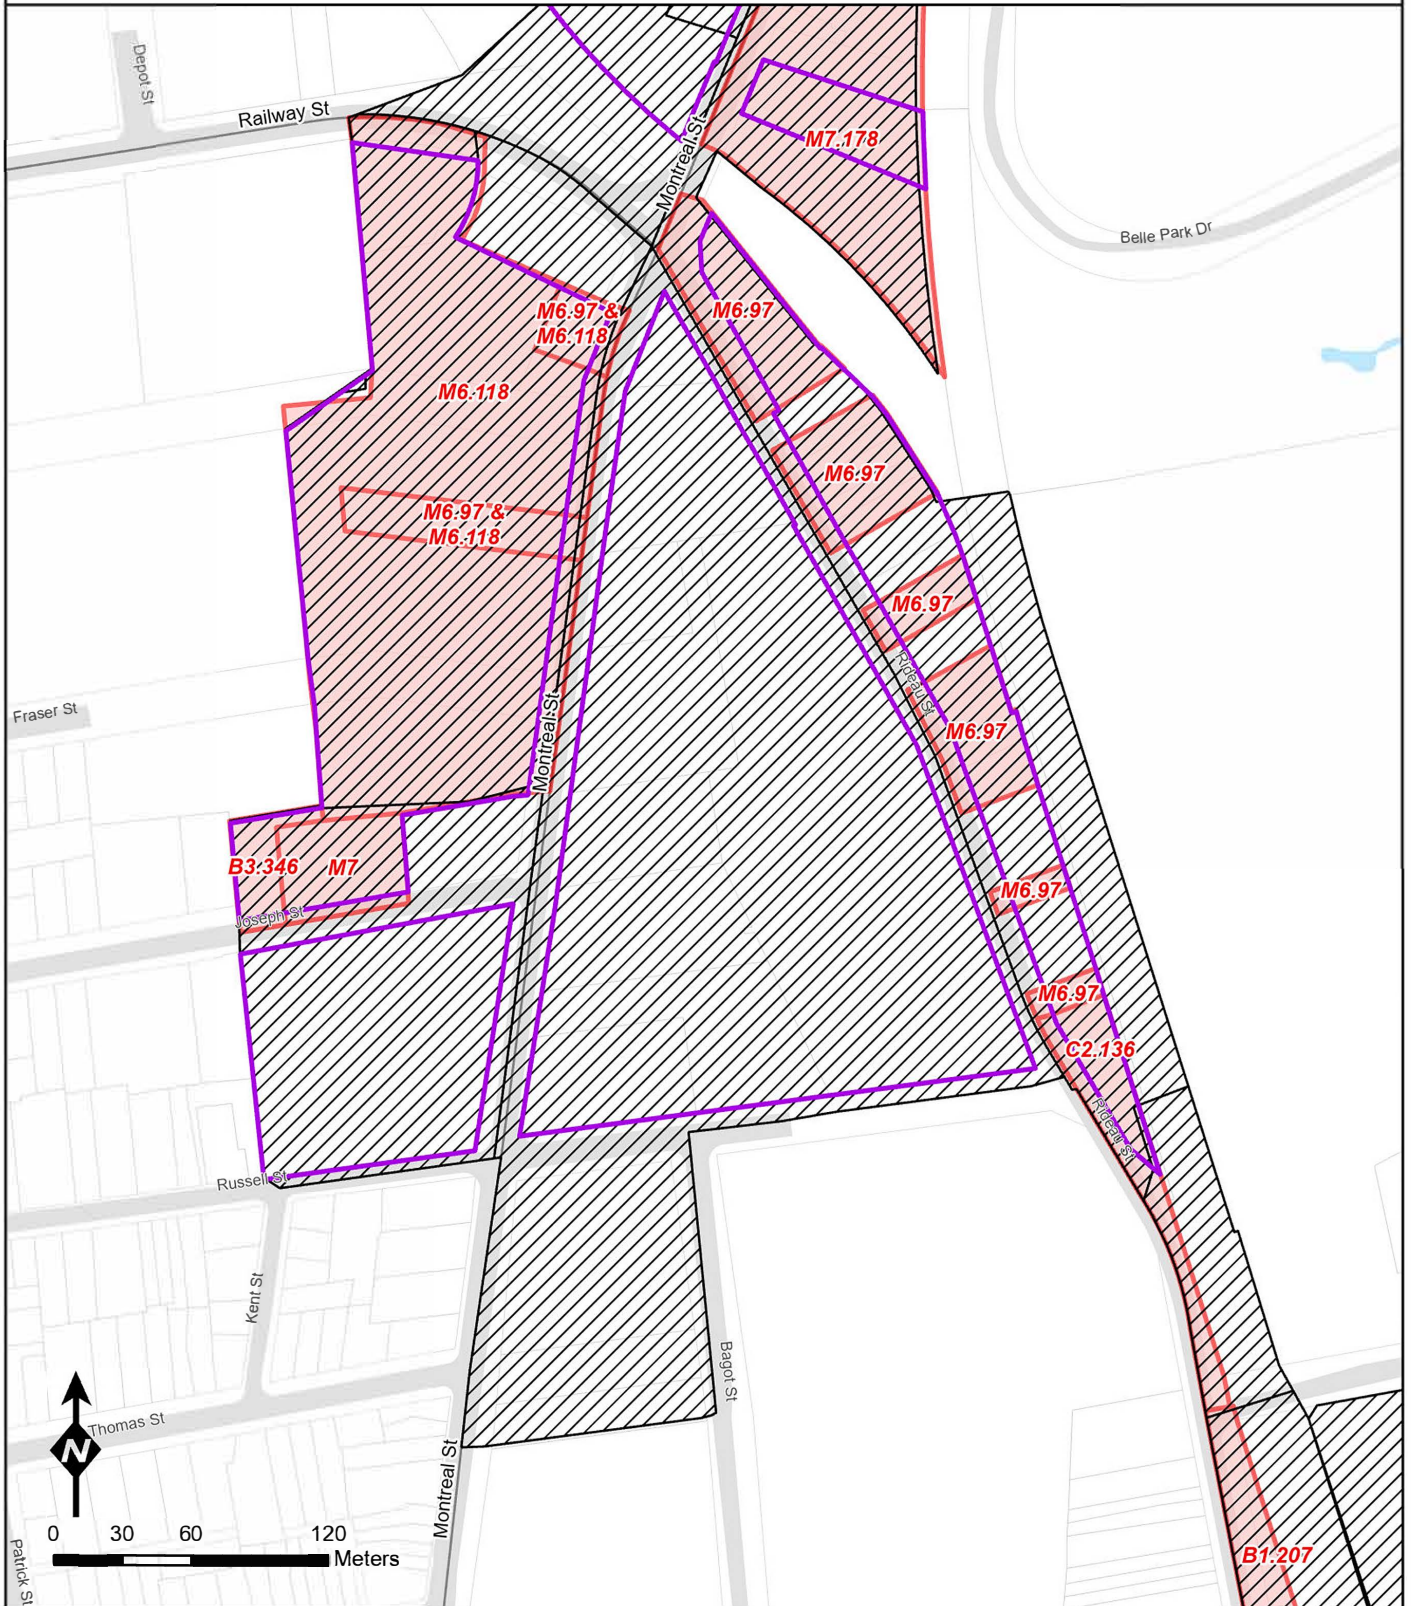 Depot St
Railway St
Montreal St
M7.178
Belle Park Dr
M6.97 &
M6.118
M6.97
M6.118
M6.97
M6.97 &
M6.118
M6.97
Rideau St
Fraser St
M6.97
Montreal St
B3.346
M7
M6.97
Joseph St
M6.97
C2.136
Rideau St
Russell St
Kent St
Bagot St
Thomas St
N
Montreal St
0 30 60 120
Meters
Patrick St
B1.207